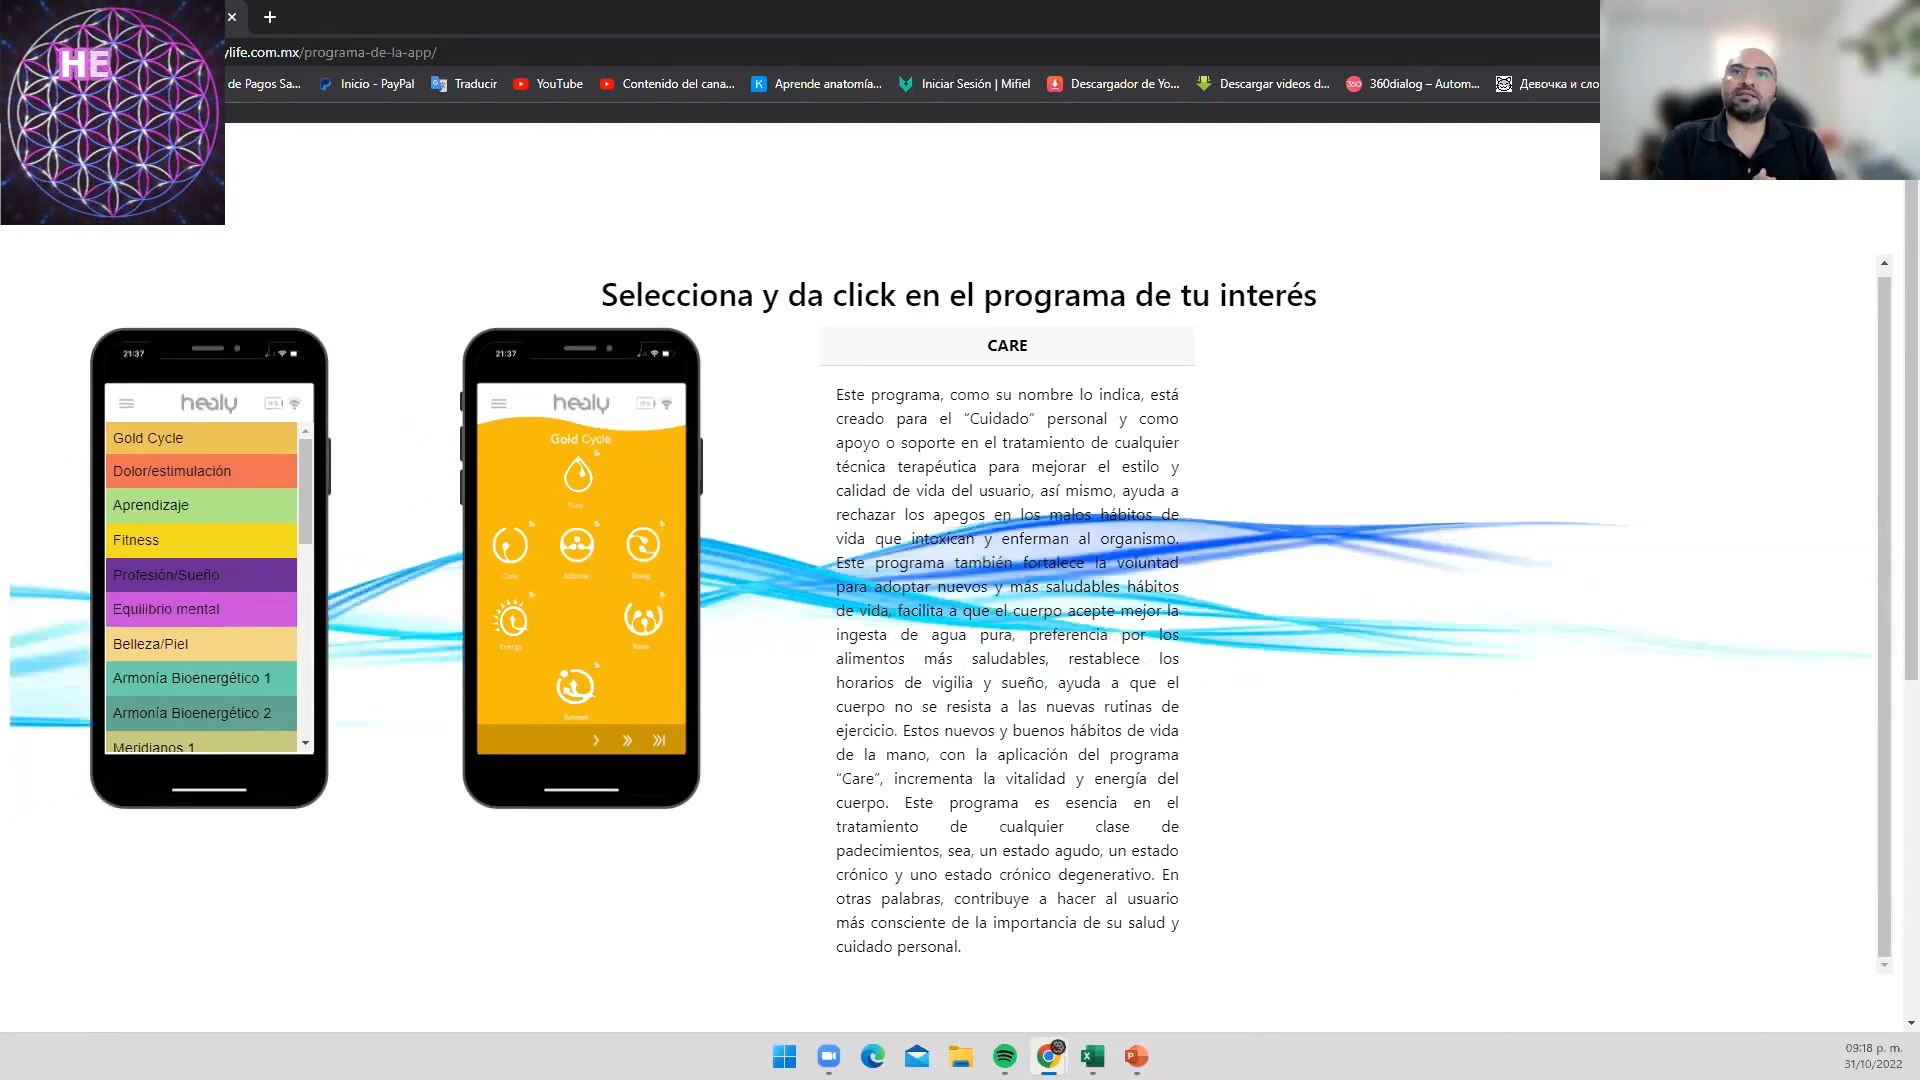 HE
ylife.com.mx/programa-de-la-app/
de Pagos Sa...
Inicio - PayPal
Traducir
YouTube
Contenido del cana...
Aprende anatomía...
Iniciar Sesión | Mifiel
Descargador de Yo...
Descargar videos d...
360dialog – Autom...
Девочка и сло
Selecciona y da click en el programa de tu interés
21:37
healy
Gold Cycle
Dolor/estimulación
Aprendizaje
Fitness
Profesión/Sueño
Equilibrio mental
Belleza/Piel
Armonía Bioenergético 1
Armonía Bioenergético 2
Meridianos 1
21:37
healy
Gold Cycle
Pure
Care
Balance
Being
Energy
Relax
Release
CARE
Este programa, como su nombre lo indica, está
creado para el “Cuidado” personal y como
apoyo o soporte en el tratamiento de cualquier
técnica terapéutica para mejorar el estilo y
calidad de vida del usuario, así mismo, ayuda a
rechazar los apegos en los malos hábitos de
vida que intoxican y enferman al organismo.
Este programa también fortalece la voluntad
para adoptar nuevos y más saludables hábitos
de vida, facilita a que el cuerpo acepte mejor la
ingesta de agua pura, preferencia por los
alimentos más saludables, restablece los
horarios de vigilia y sueño, ayuda a que el
cuerpo no se resista a las nuevas rutinas de
ejercicio. Estos nuevos y buenos hábitos de vida
de la mano, con la aplicación del programa
“Care”, incrementa la vitalidad y energía del
cuerpo. Este programa es esencia en el
tratamiento de cualquier clase de
padecimientos, sea, un estado agudo, un estado
crónico y uno estado crónico degenerativo. En
otras palabras, contribuye a hacer al usuario
más consciente de la importancia de su salud y
cuidado personal.
09:18 p. m.
31/10/2022